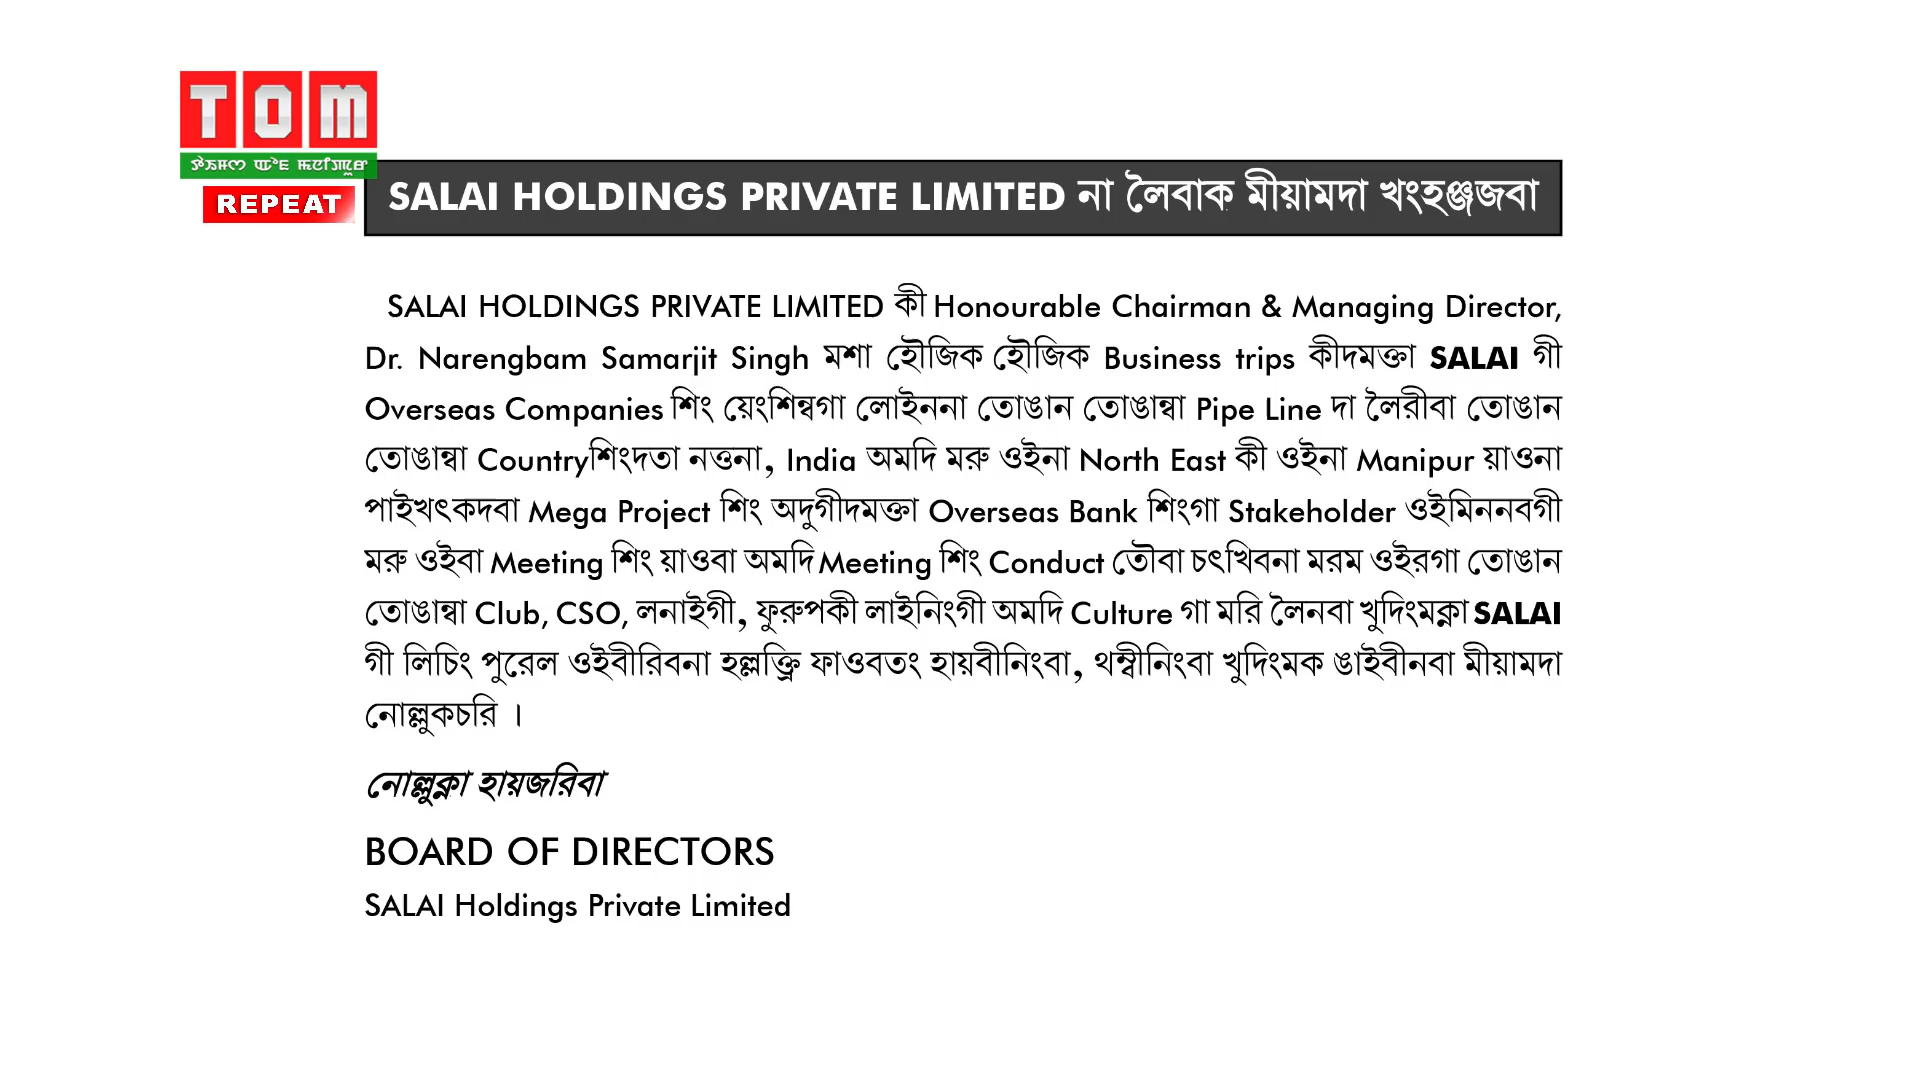 TOM
REPEAT
SALAI HOLDINGS PRIVATE LIMITED না লৈবাক মীয়ামদা খংহঞ্জজবা
SALAI HOLDINGS PRIVATE LIMITED কী Honourable Chairman & Managing Director,
Dr. Narengbam Samarjit Singh মশা হৌজিক হৌজিক Business trips কীদমক্তা SALAI গী
Overseas Companies শিং য়েংশিন্বগা লোইননা তোঙান তোঙান্বা Pipe Line দা লৈরীবা তোঙান
তোঙান্বা Countryশিংদতা নত্তনা, India অমদি মরু ওইনা North East কী ওইনা Manipur য়াওনা
পাইখৎকদবা Mega Project শিং অদুগীদমক্তা Overseas Bank শিংগা Stakeholder ওইমিননবগী
মরু ওইবা Meeting শিং য়াওবা অমদি Meeting শিং Conduct তৌবা চৎখিবনা মরম ওইরগা তোঙান
তোঙান্বা Club, CSO, লনাইগী, ফুরুপকী লাইনিংগী অমদি Culture গা মরি লৈনবা খুদিংমক্না SALAI
গী লিচিং পুরেল ওইবীরিবনা ফাওবতং হায়বীনিংবা, থম্বীনিংবা খুদিংমক ঙাইবীনবা মীয়ামদা
নোল্লুকচরি ।
নোল্লুক্না হায়জরিবা
BOARD OF DIRECTORS
SALAI Holdings Private Limited